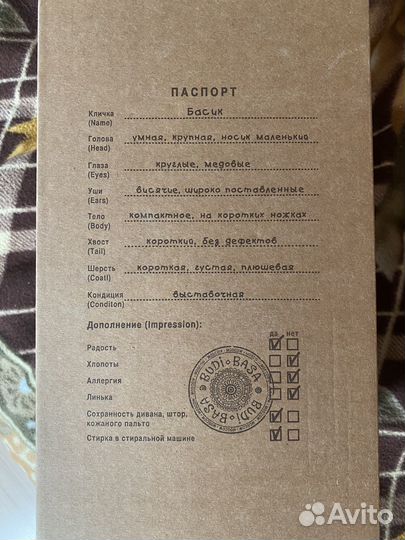 ПАСПОРТ
Кличка Басик
(Name)
Голова умная, крупная, носик маленький
(Head)
Глаза круглые, медовые
(Eyes)
Уши висячие, широко поставленные
(Ears)
Тело компактное, на коротких ножках
(Body)
Хвост короткий, без дефектов
(Tail)
Шерсть короткая, густая, плюшевая
(Coatl)
Кондиция выставочная
(Conditon)
Дополнение (Impression):
да нет
Радость
Хлопоты
Аллергия
Линька
Сохранность дивана, штор,
кожаного пальто
Стирка в стиральной машине
BUDI BASA
BUDI BASA
Avito